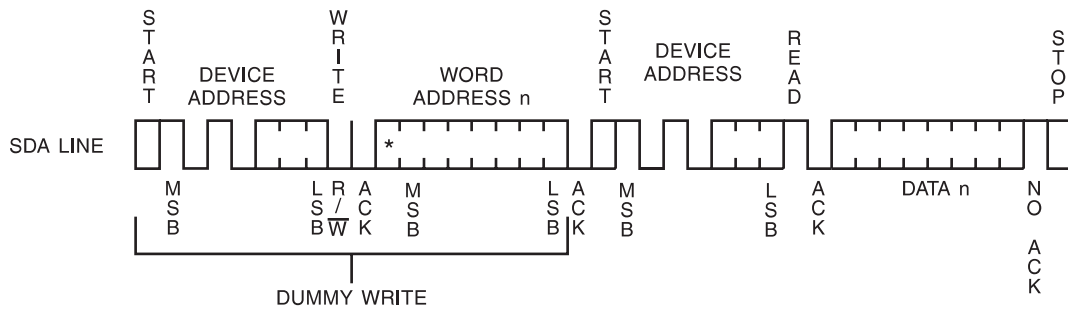 START
WRITE
START
READ
STOP
DEVICE
ADDRESS
WORD
ADDRESS n
DEVICE
ADDRESS
SDA LINE
*
MSB
LSB
R/W
ACK
MSB
LSB
ACK
MSB
LSB
ACK
DATA n
NO ACK
DUMMY WRITE